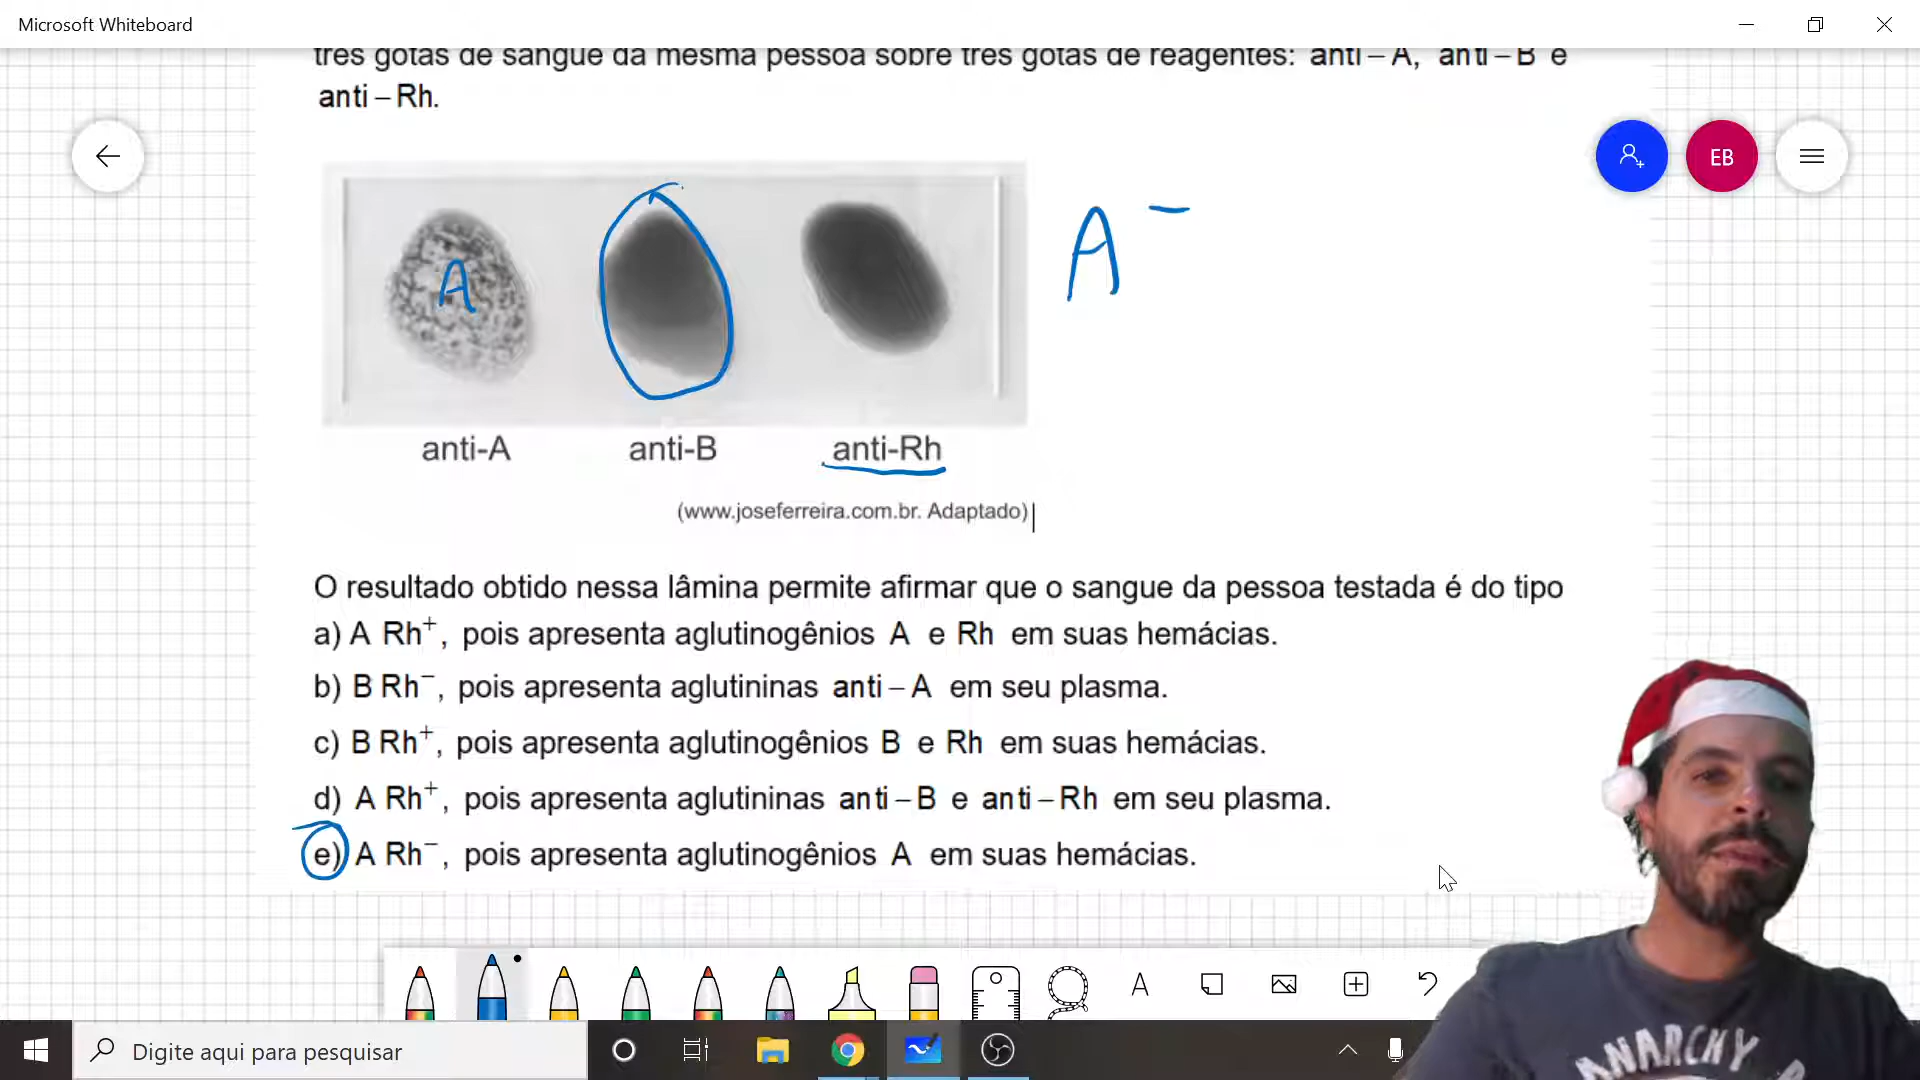 Microsoft Whiteboard
três gotas de sangue da mesma pessoa sobre três gotas de reagentes: anti – A, anti – B e
anti – Rh.
EB
A
A –
anti-A anti-B anti-Rh
(www.joseferreira.com.br. Adaptado)
O resultado obtido nessa lâmina permite afirmar que o sangue da pessoa testada é do tipo
a) A Rh⁺, pois apresenta aglutinogênios A e Rh em suas hemácias.
b) B Rh⁻, pois apresenta aglutininas anti – A em seu plasma.
c) B Rh⁺, pois apresenta aglutinogênios B e Rh em suas hemácias.
d) A Rh⁺, pois apresenta aglutininas anti – B e anti – Rh em seu plasma.
e) A Rh⁻, pois apresenta aglutinogênios A em suas hemácias.
A
Digite aqui para pesquisar
ANARCHY